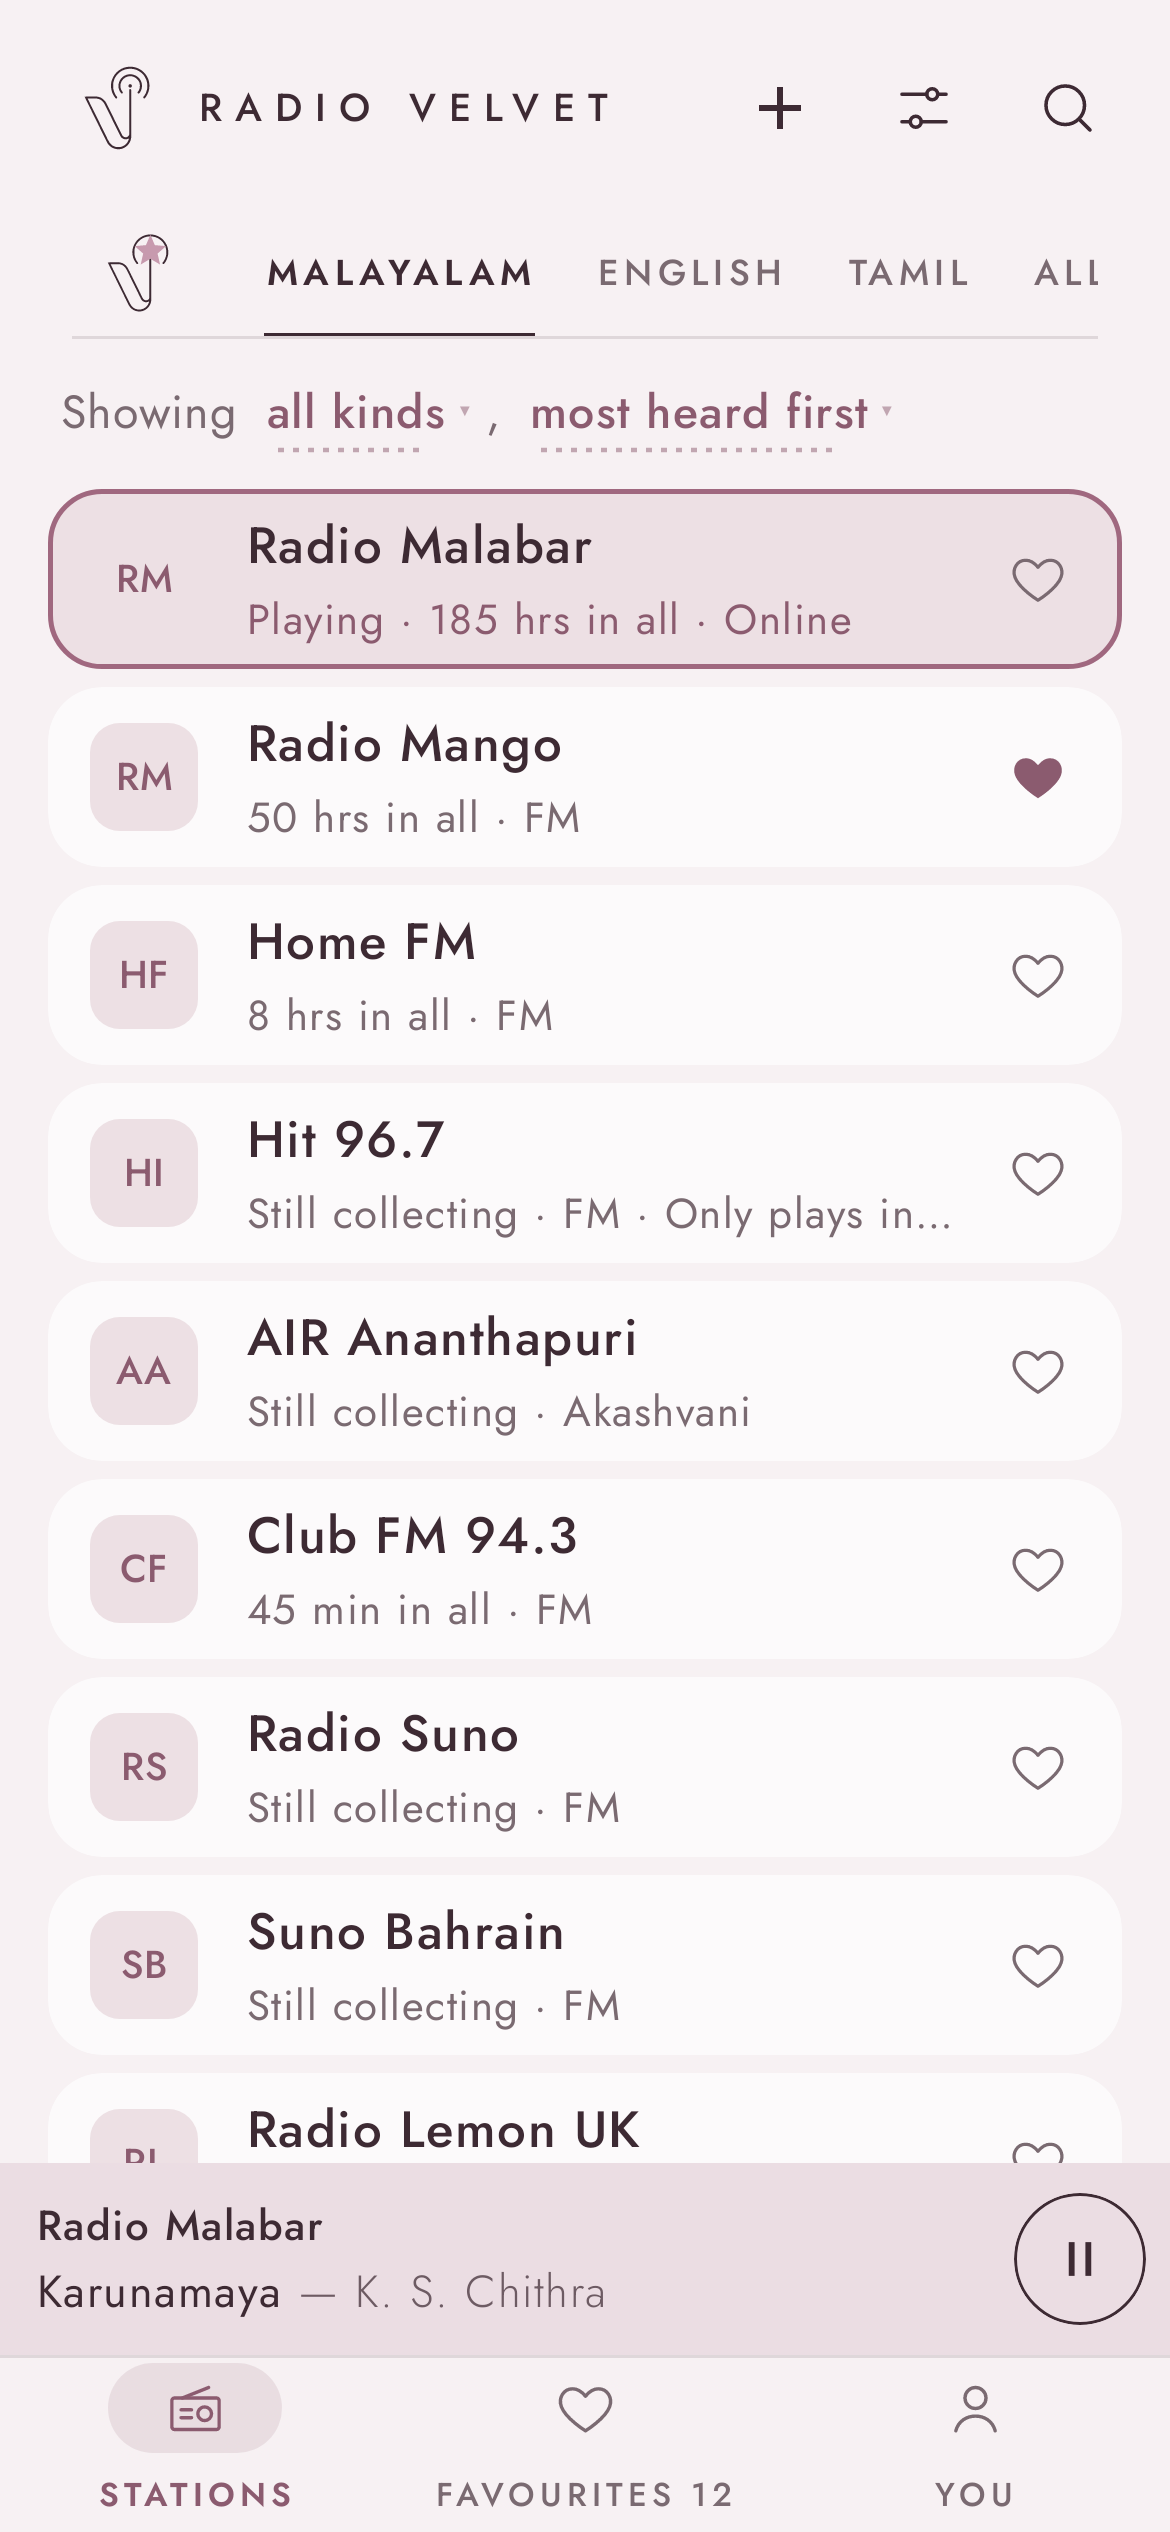 RADIO VELVET
MALAYALAM ENGLISH TAMIL ALL
Showing all kinds ▾ , most heard first ▾
RM
Radio Malabar
Playing · 185 hrs in all · Online
RM
Radio Mango
50 hrs in all · FM
HF
Home FM
8 hrs in all · FM
HI
Hit 96.7
Still collecting · FM · Only plays in...
AA
AIR Ananthapuri
Still collecting · Akashvani
CF
Club FM 94.3
45 min in all · FM
RS
Radio Suno
Still collecting · FM
SB
Suno Bahrain
Still collecting · FM
Radio Lemon UK
Radio Malabar
Karunamaya — K. S. Chithra
STATIONS FAVOURITES 12 YOU